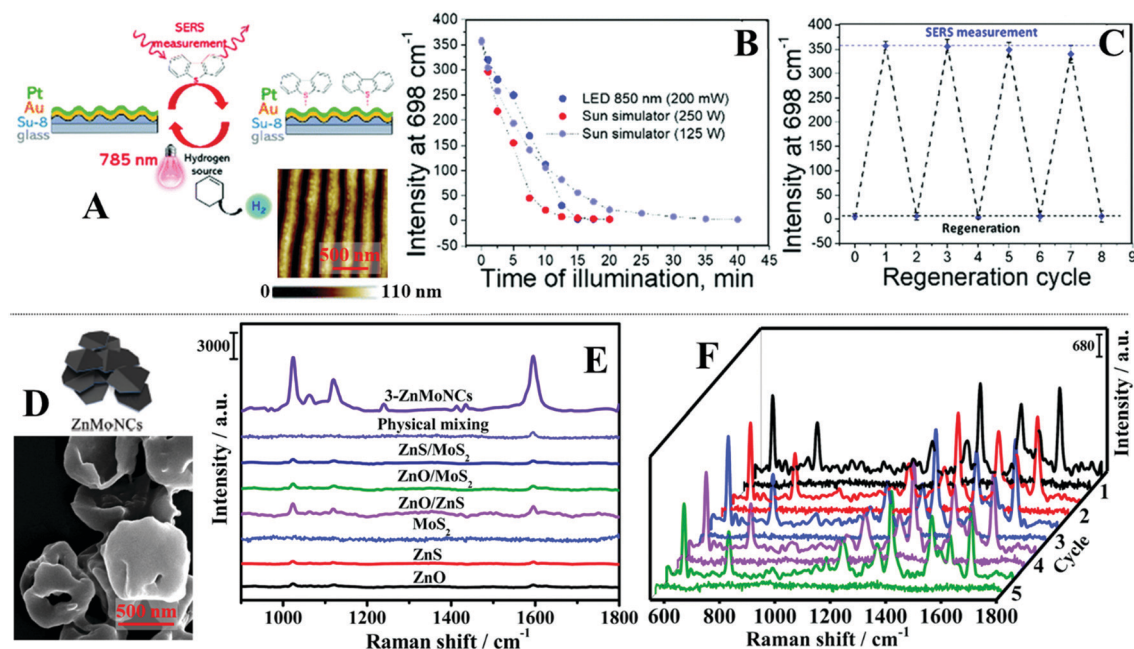 SERS
measurement
S
Pt
Au
Su-8
glass
785 nm
Hydrogen
source
H₂
A
500 nm
0
110 nm
B
Intensity at 698 cm⁻¹
400
350
300
250
200
150
100
50
0
-50
LED 850 nm (200 mW)
Sun simulator (250 W)
Sun simulator (125 W)
0 5 10 15 20 25 30 35 40 45
Time of illumination, min
C
Intensity at 698 cm⁻¹
400
350
300
250
200
150
100
50
0
-50
SERS measurement
Regeneration
0 1 2 3 4 5 6 7 8 9
Regeneration cycle
D
ZnMoNCs
500 nm
E
3000
Intensity / a.u.
3-ZnMoNCs
Physical mixing
ZnS/MoS₂
ZnO/MoS₂
ZnO/ZnS
MoS₂
ZnS
ZnO
1000 1200 1400 1600 1800
Raman shift / cm⁻¹
F
680
Intensity / a.u.
1
2
3
4
5
Cycle
600 800 1000 1200 1400 1600 1800
Raman shift / cm⁻¹